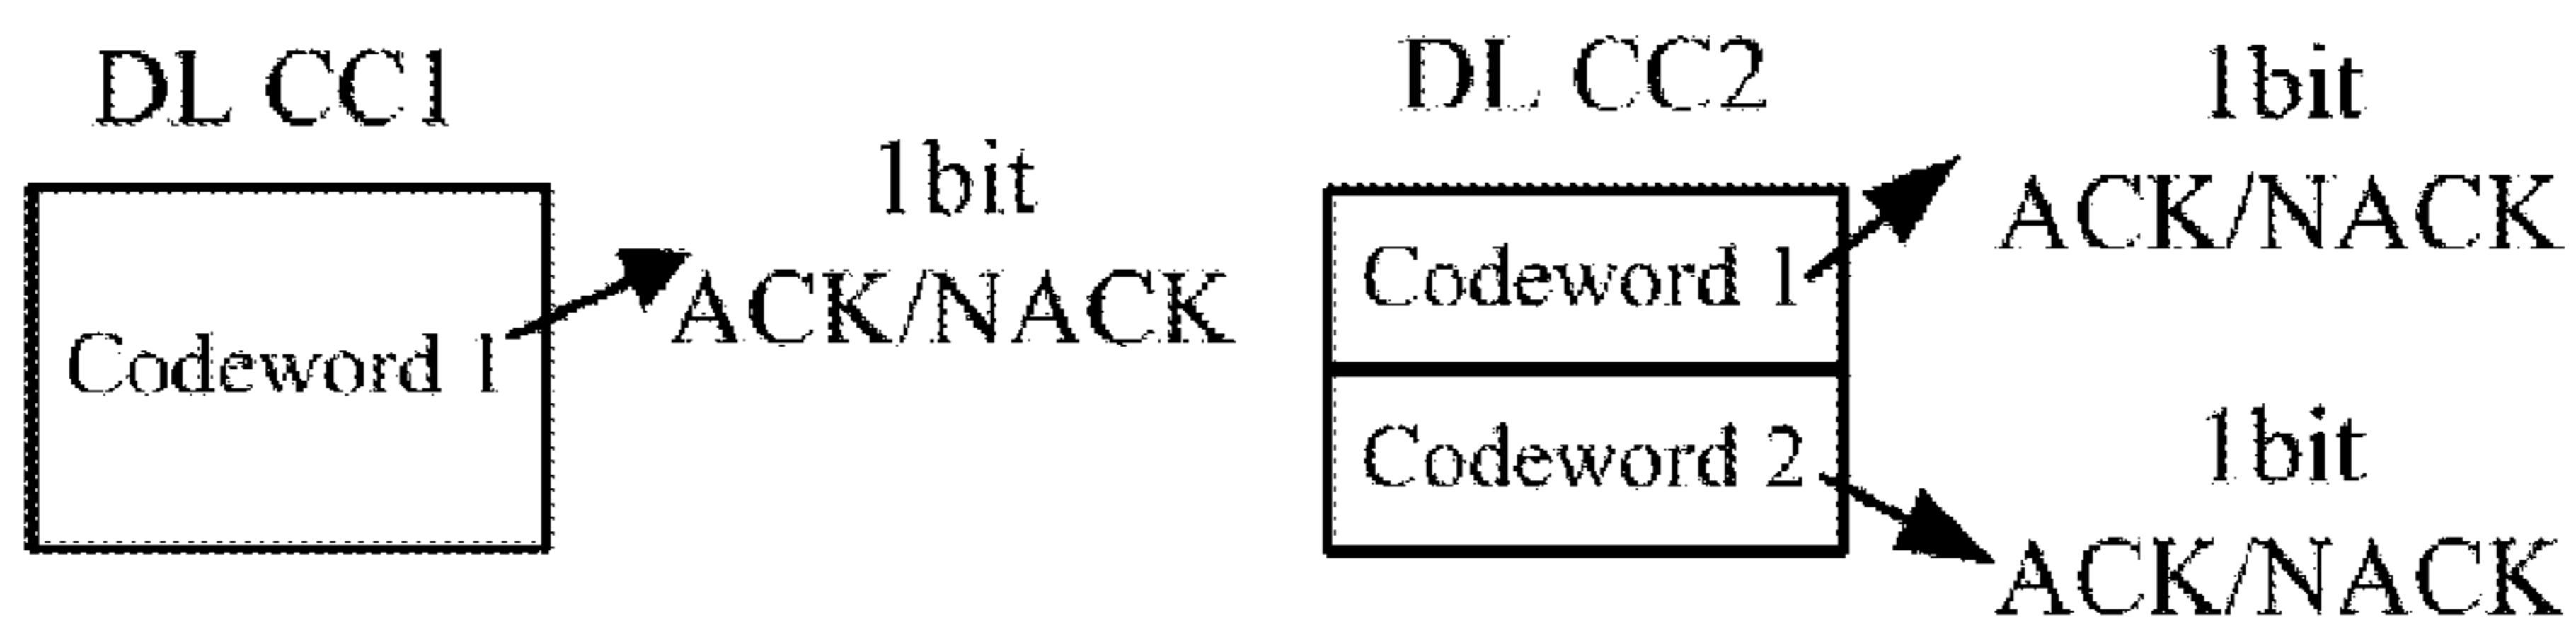 DL CC1
Codeword 1
1bit
ACK/NACK
DL CC2
Codeword 1
1bit
ACK/NACK
Codeword 2
1bit
ACK/NACK